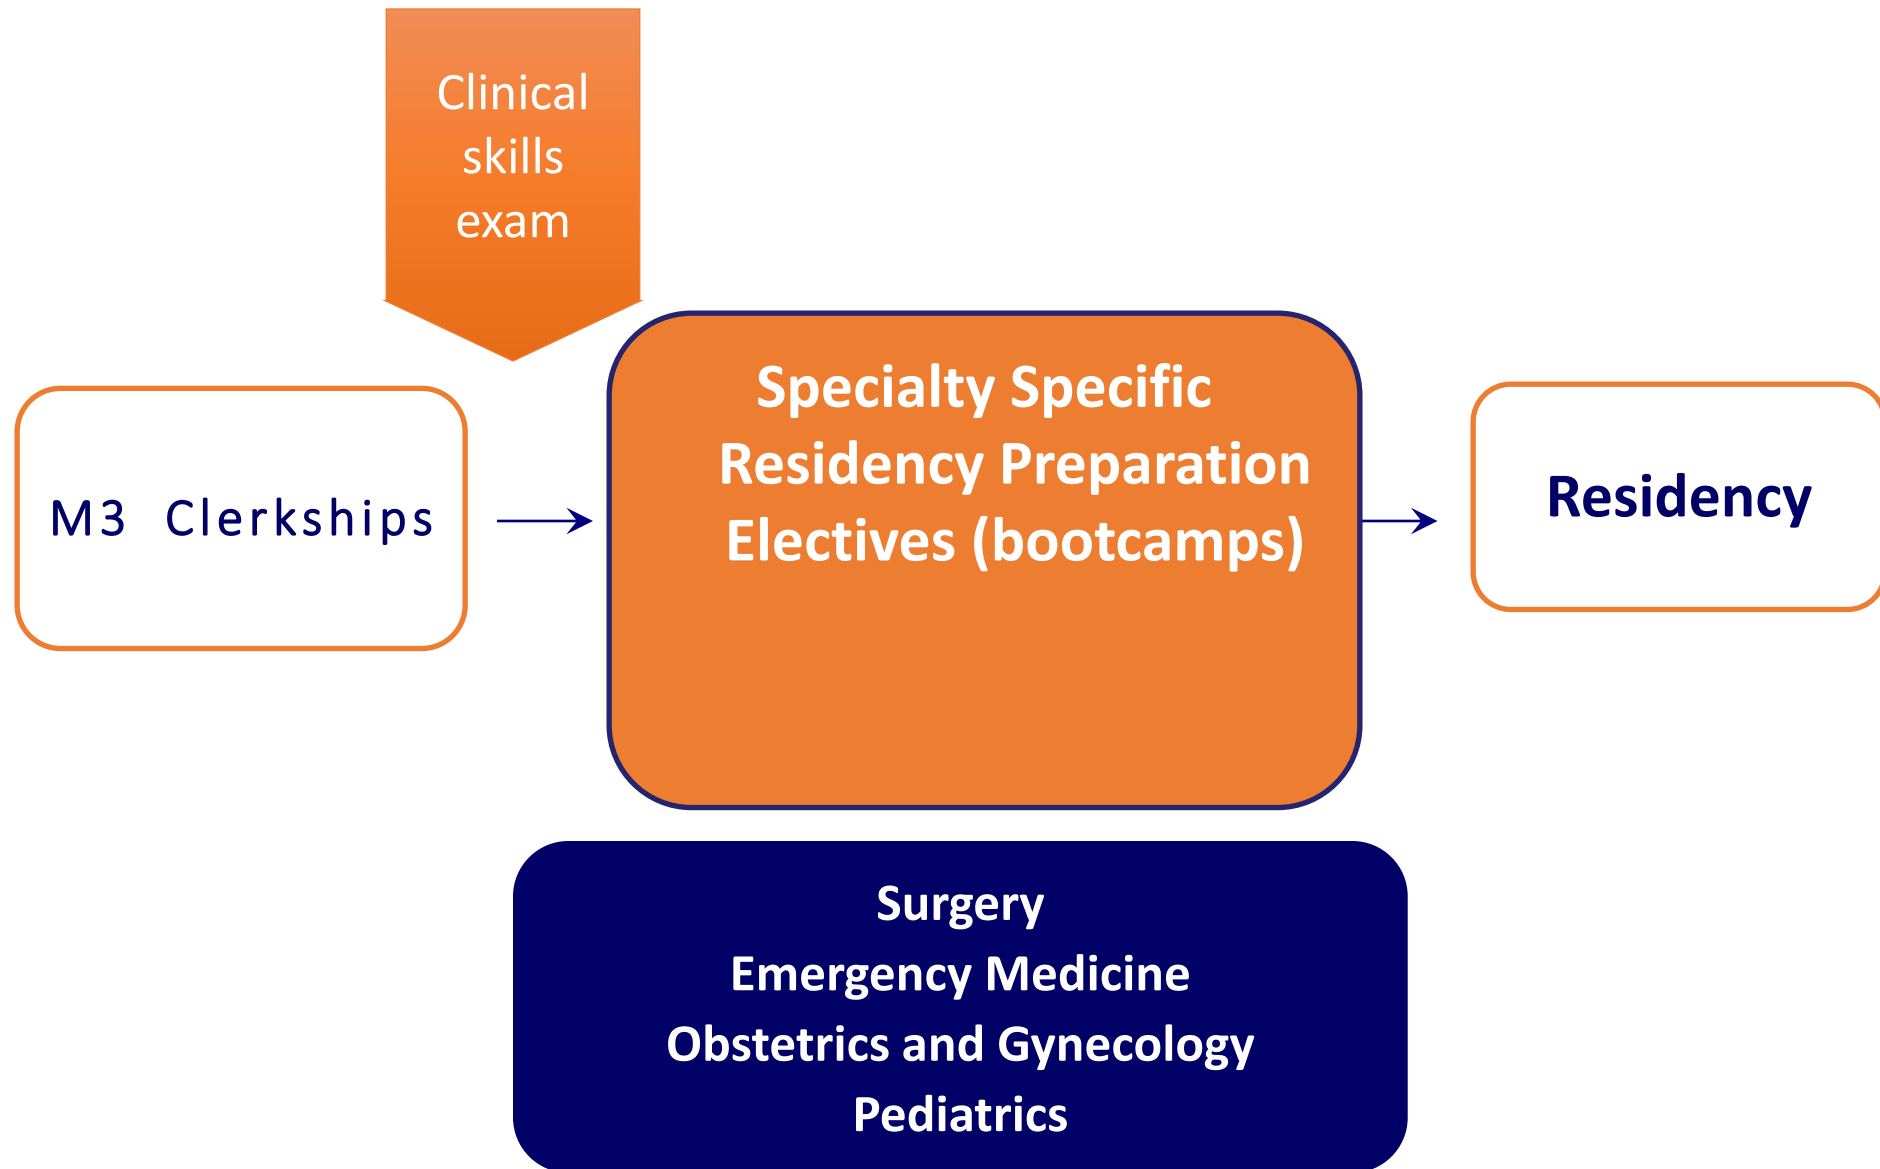 Clinical
skills
exam
M3 Clerkships
Specialty Specific
Residency Preparation
Electives (bootcamps)
Residency
Surgery
Emergency Medicine
Obstetrics and Gynecology
Pediatrics